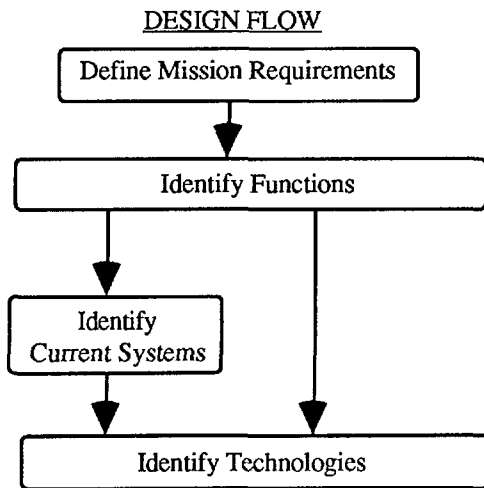 DESIGN FLOW
Define Mission Requirements
Identify Functions
Identify
Current Systems
Identify Technologies